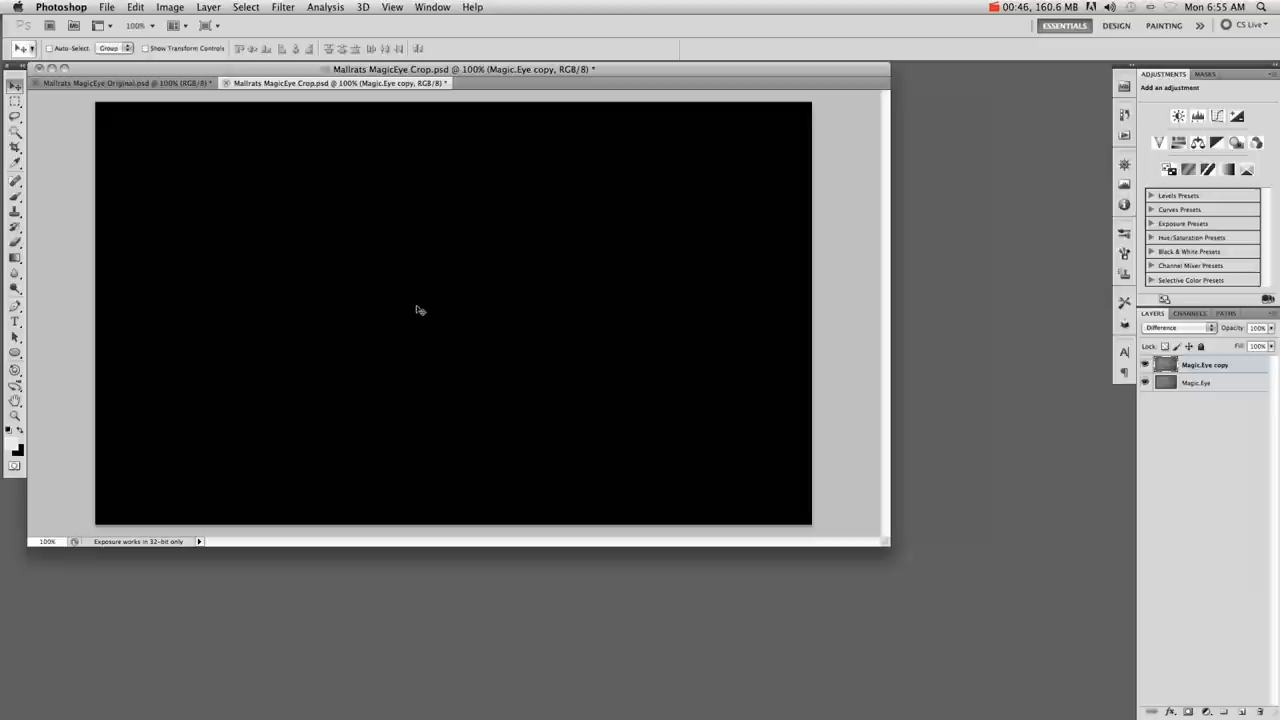 Photoshop File Edit Image Layer Select Filter Analysis 3D View Window Help 00:46, 160.6 MB Mon 6:55 AM
Ps Mb 100% ESSENTIALS DESIGN PAINTING CS Live
Auto-Select: Group Show Transform Controls
Mallrats MagicEye Crop.psd @ 100% (Magic.Eye copy, RGB/8) *
Mallrats MagicEye Original.psd @ 100% (RGB/8) * Mallrats MagicEye Crop.psd @ 100% (Magic.Eye copy, RGB/8) *
ADJUSTMENTS MASKS
Add an adjustment
Levels Presets
Curves Presets
Exposure Presets
Hue/Saturation Presets
Black & White Presets
Channel Mixer Presets
Selective Color Presets
LAYERS CHANNELS PATHS
Difference Opacity: 100%
Lock: Fill: 100%
Magic.Eye copy
Magic.Eye
100% Exposure works in 32-bit only